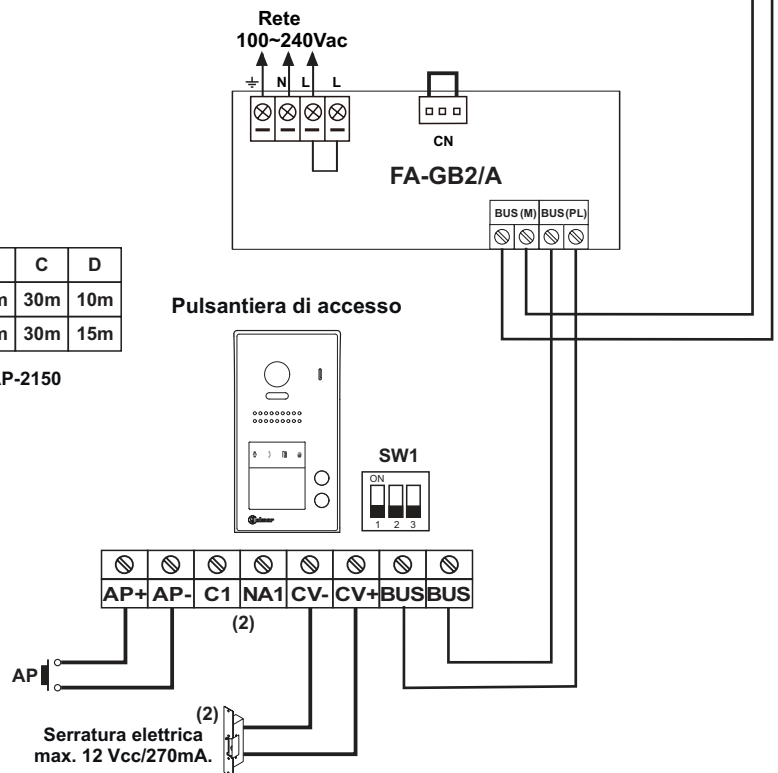 Rete
100~240Vac
N L L
CN
FA-GB2/A
BUS (M) BUS (PL)
C D
m 30m 10m
m 30m 15m
AP-2150
Pulsantiera di accesso
SW1
ON
1 2 3
golmar
AP+ AP- C1 NA1 CV- CV+ BUS BUS
(2)
AP
(2)
Serratura elettrica
max. 12 Vcc/270mA.